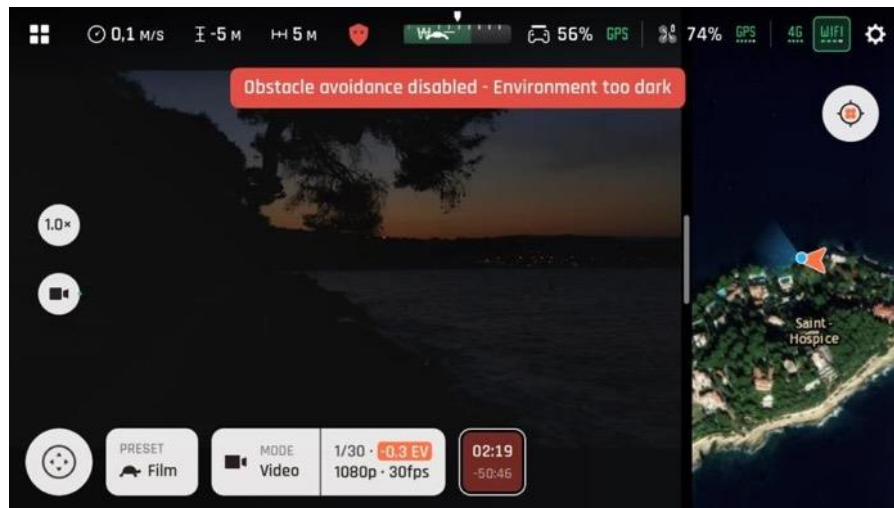 0,1 M/S
-5 M
5 M
W
56%
GPS
74%
GPS
4G
WIFI
Obstacle avoidance disabled - Environment too dark
1.0×
Saint-
Hospice
PRESET
Film
MODE
Video
1/30 · -0.3 EV
1080p · 30fps
02:19
-50:46